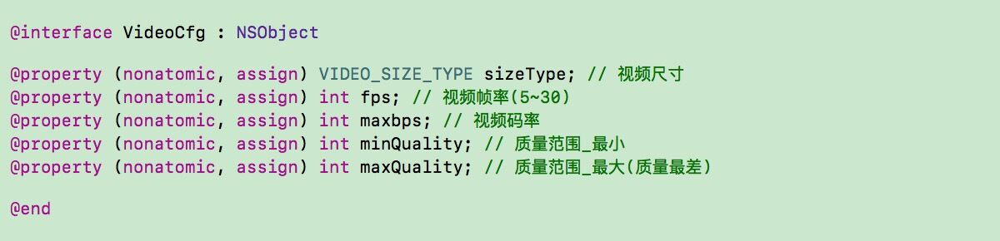 @interface VideoCfg : NSObject
@property (nonatomic, assign) VIDEO_SIZE_TYPE sizeType; // 视频尺寸
@property (nonatomic, assign) int fps; // 视频帧率(5~30)
@property (nonatomic, assign) int maxbps; // 视频码率
@property (nonatomic, assign) int minQuality; // 质量范围_最小
@property (nonatomic, assign) int maxQuality; // 质量范围_最大(质量最差)
@end